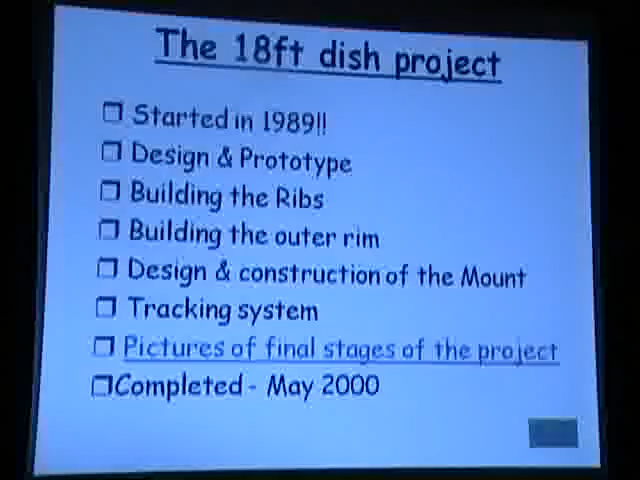 The 18ft dish project
Started in 1989!!
Design & Prototype
Building the Ribs
Building the outer rim
Design & construction of the Mount
Tracking system
Pictures of final stages of the project
Completed - May 2000